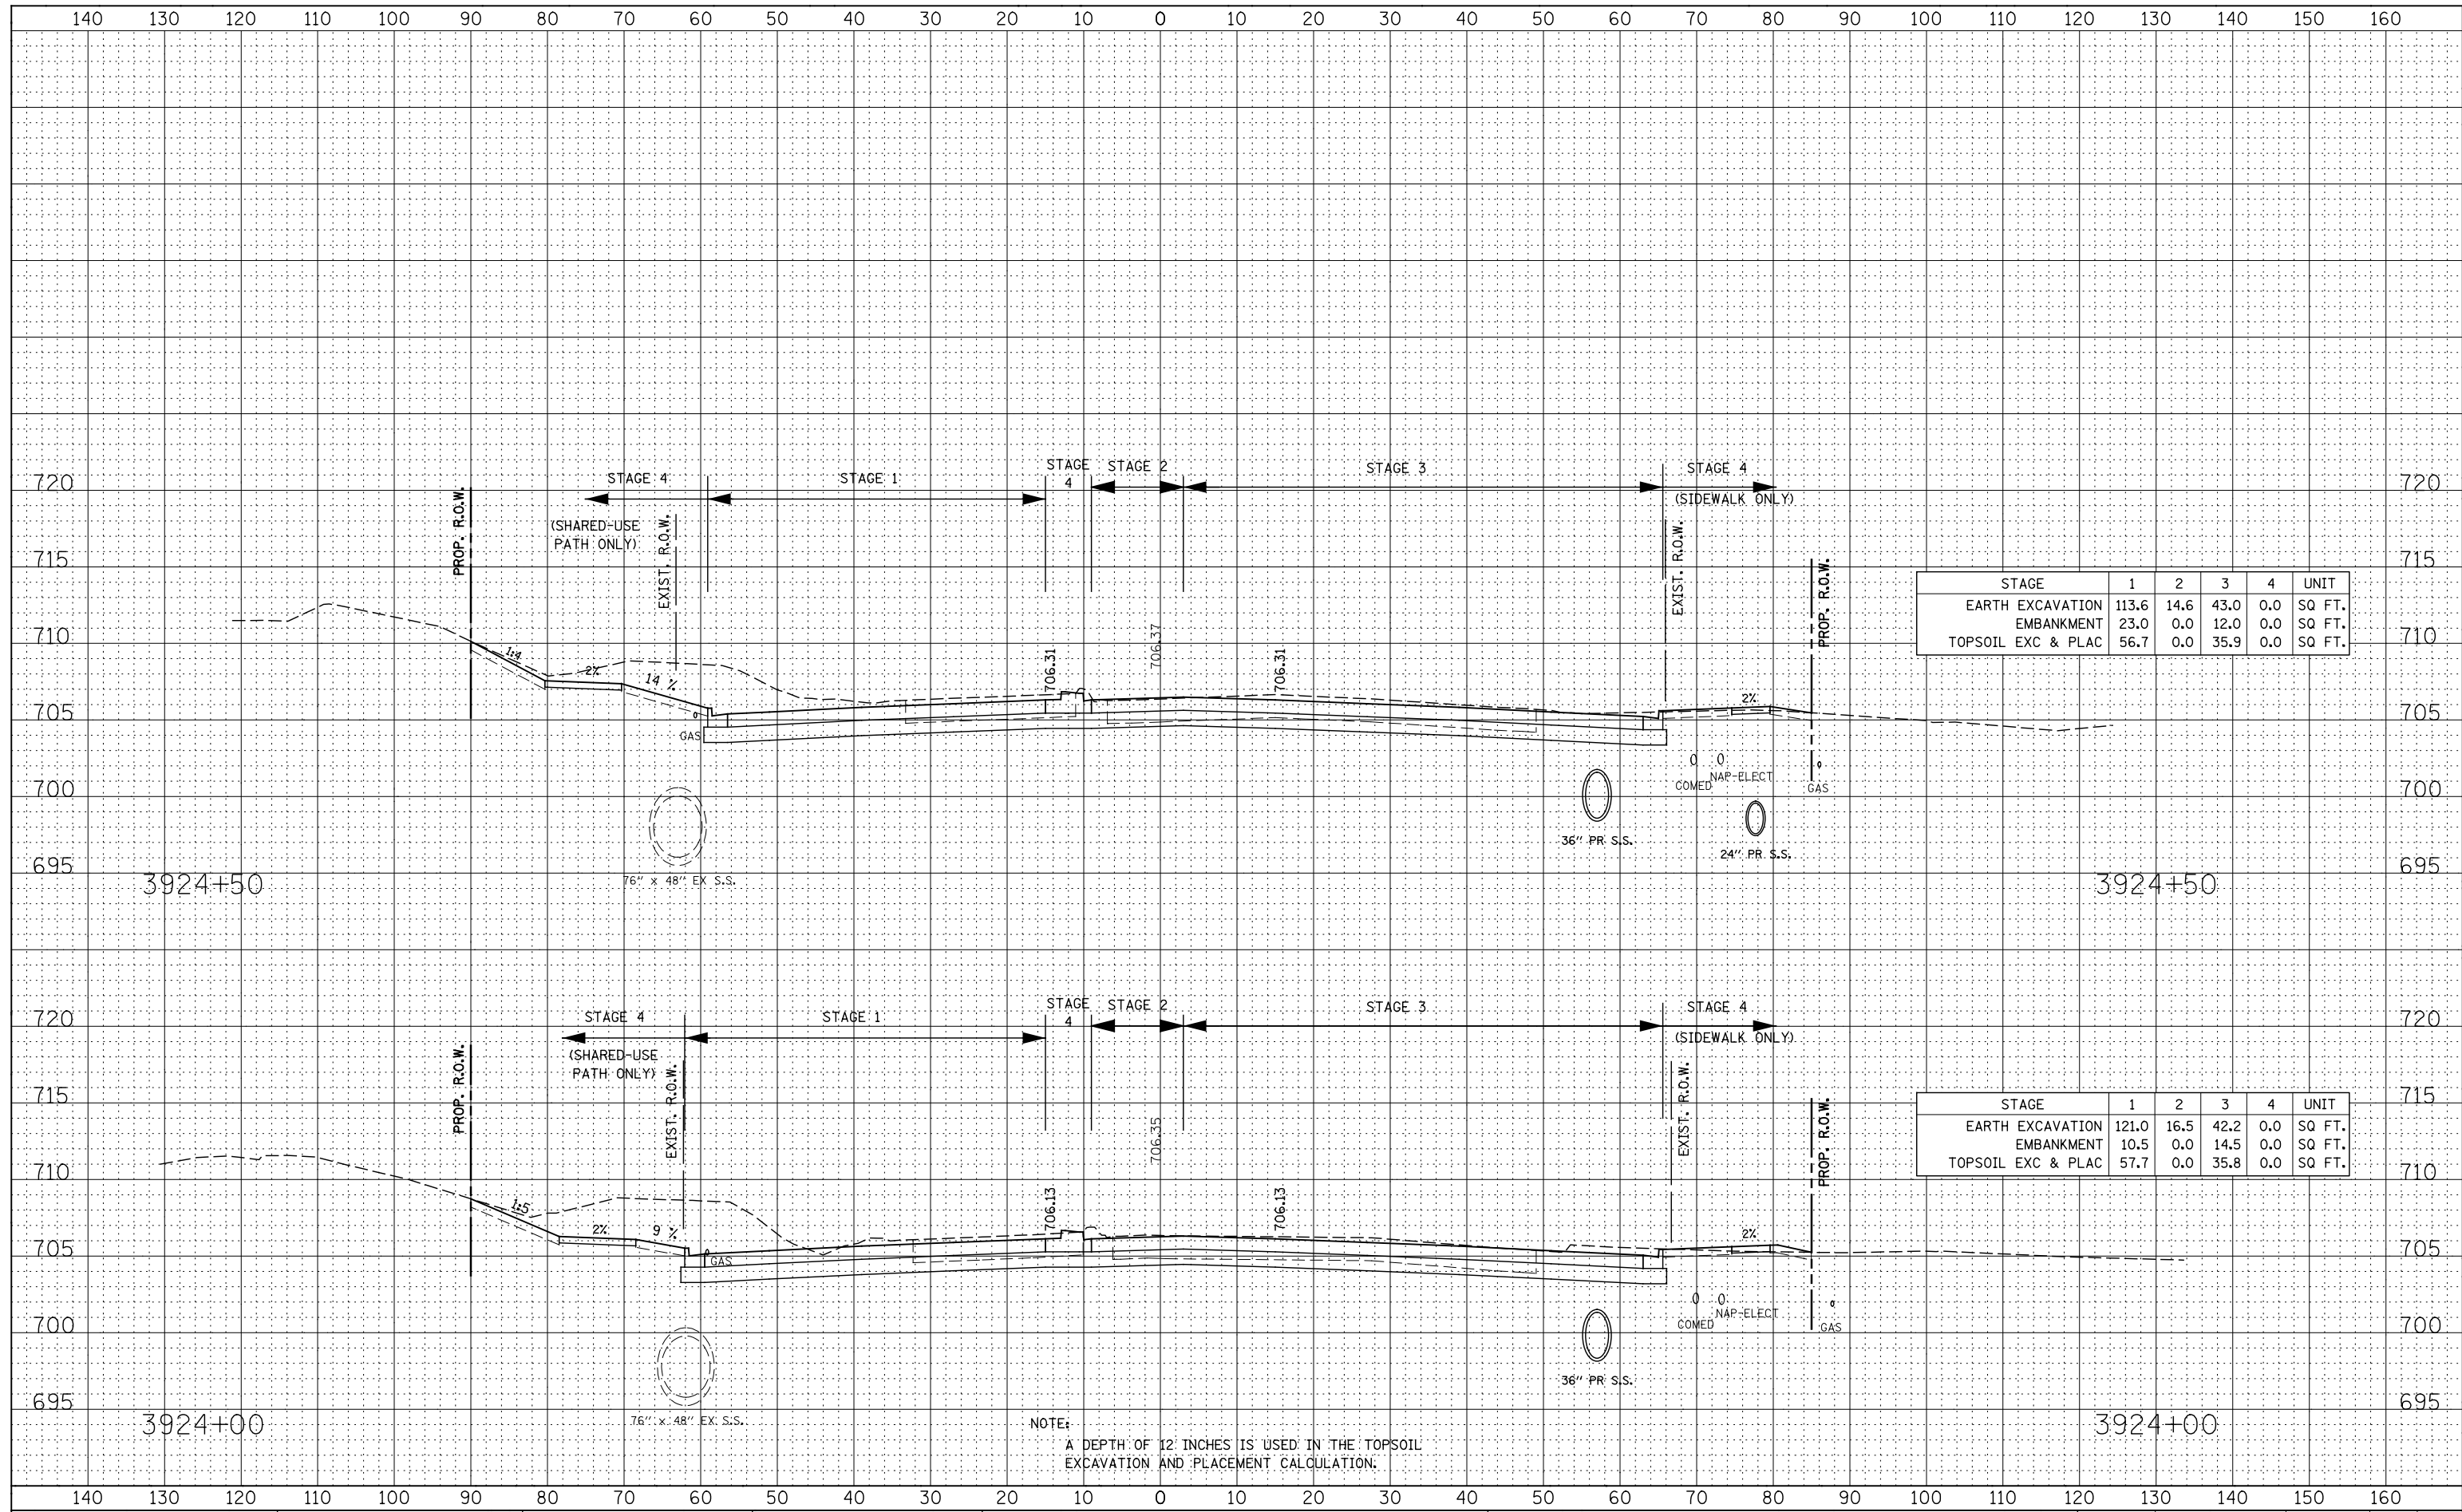 140 130 120 110 100 90 80 70 60 50 40 30 20 10 0 10 20 30 40 50 60 70 80 90 100 110 120 130 140 150 160
STAGE 4
STAGE 1
STAGE
4
STAGE 2
STAGE 3
STAGE 4
720
720
(SHARED-USE
PATH ONLY)
(SIDEWALK ONLY)
PROP. R.O.W.
EXIST. R.O.W.
EXIST. R.O.W.
PROP. R.O.W.
715
715
STAGE 1 2 3 4 UNIT
EARTH EXCAVATION 113.6 14.6 43.0 0.0 SQ FT.
EMBANKMENT 23.0 0.0 12.0 0.0 SQ FT.
TOPSOIL EXC & PLAC 56.7 0.0 35.9 0.0 SQ FT.
710
710
1:4
2%
14 %
706.31
706.37
706.31
2%
705
705
GAS
COMED
NAP-ELECT
GAS
700
700
36" PR S.S.
24" PR S.S.
695
695
76" x 48" EX S.S.
3924+50
3924+50
STAGE 4
STAGE 1
STAGE
4
STAGE 2
STAGE 3
STAGE 4
720
720
(SHARED-USE
PATH ONLY)
(SIDEWALK ONLY)
PROP. R.O.W.
EXIST. R.O.W.
EXIST. R.O.W.
PROP. R.O.W.
715
715
STAGE 1 2 3 4 UNIT
EARTH EXCAVATION 121.0 16.5 42.2 0.0 SQ FT.
EMBANKMENT 10.5 0.0 14.5 0.0 SQ FT.
TOPSOIL EXC & PLAC 57.7 0.0 35.8 0.0 SQ FT.
710
710
1:5
2%
9 %
706.13
706.35
706.13
2%
705
705
GAS
COMED
NAP-ELECT
GAS
700
700
36" PR S.S.
695
695
76" x 48" EX S.S.
3924+00
3924+00
NOTE:
A DEPTH OF 12 INCHES IS USED IN THE TOPSOIL
EXCAVATION AND PLACEMENT CALCULATION.
140 130 120 110 100 90 80 70 60 50 40 30 20 10 0 10 20 30 40 50 60 70 80 90 100 110 120 130 140 150 160